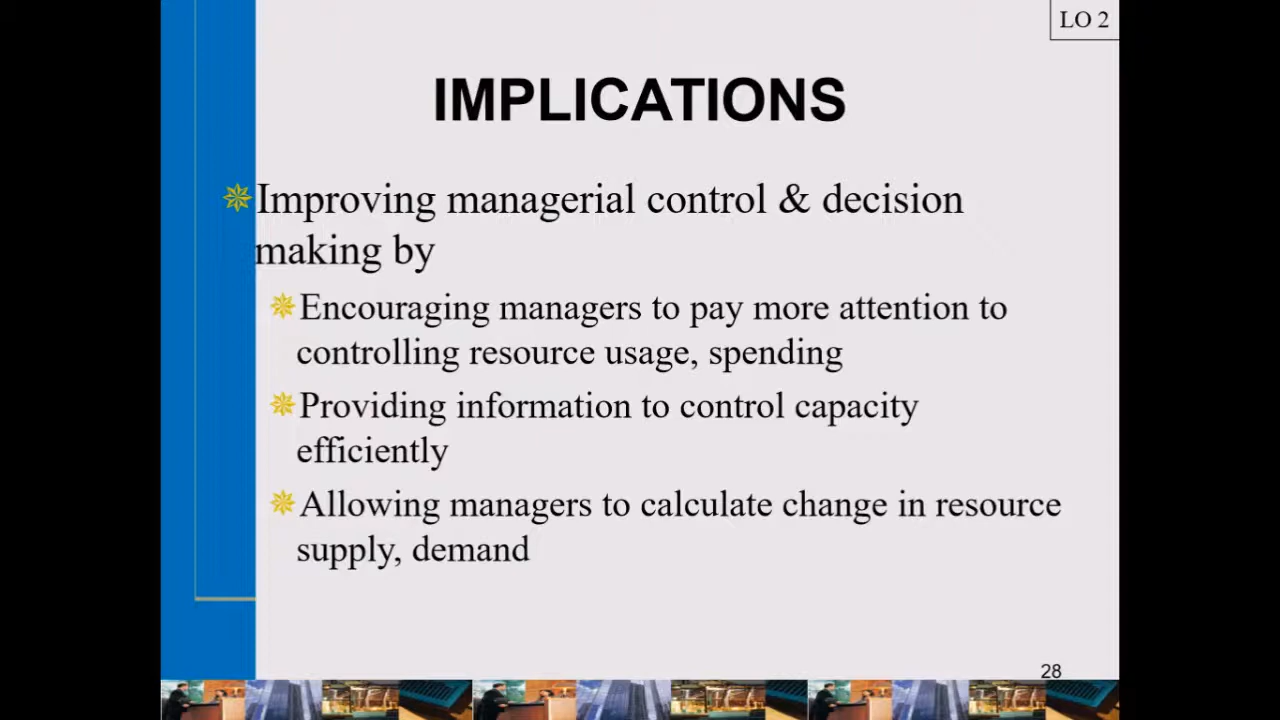 LO 2
IMPLICATIONS
Improving managerial control & decision
making by
Encouraging managers to pay more attention to
controlling resource usage, spending
Providing information to control capacity
efficiently
Allowing managers to calculate change in resource
supply, demand
28